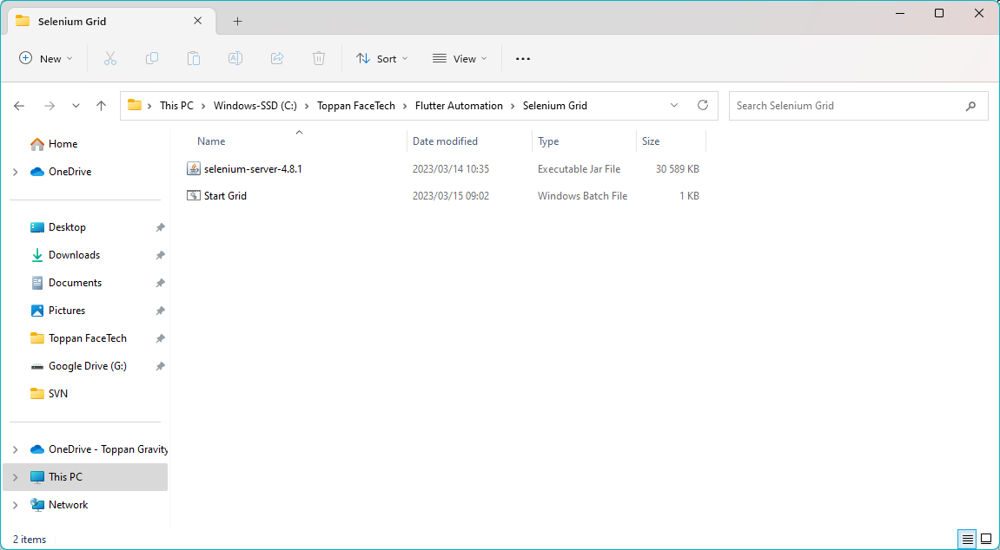 Selenium Grid
New Sort View
This PC Windows-SSD (C:) Toppan FaceTech Flutter Automation Selenium Grid Search Selenium Grid
Home
OneDrive
Desktop
Downloads
Documents
Pictures
Toppan FaceTech
Google Drive (G:)
SVN
OneDrive - Toppan Gravity
This PC
Network
Name Date modified Type Size
selenium-server-4.8.1 2023/03/14 10:35 Executable Jar File 30 589 KB
Start Grid 2023/03/15 09:02 Windows Batch File 1 KB
2 items